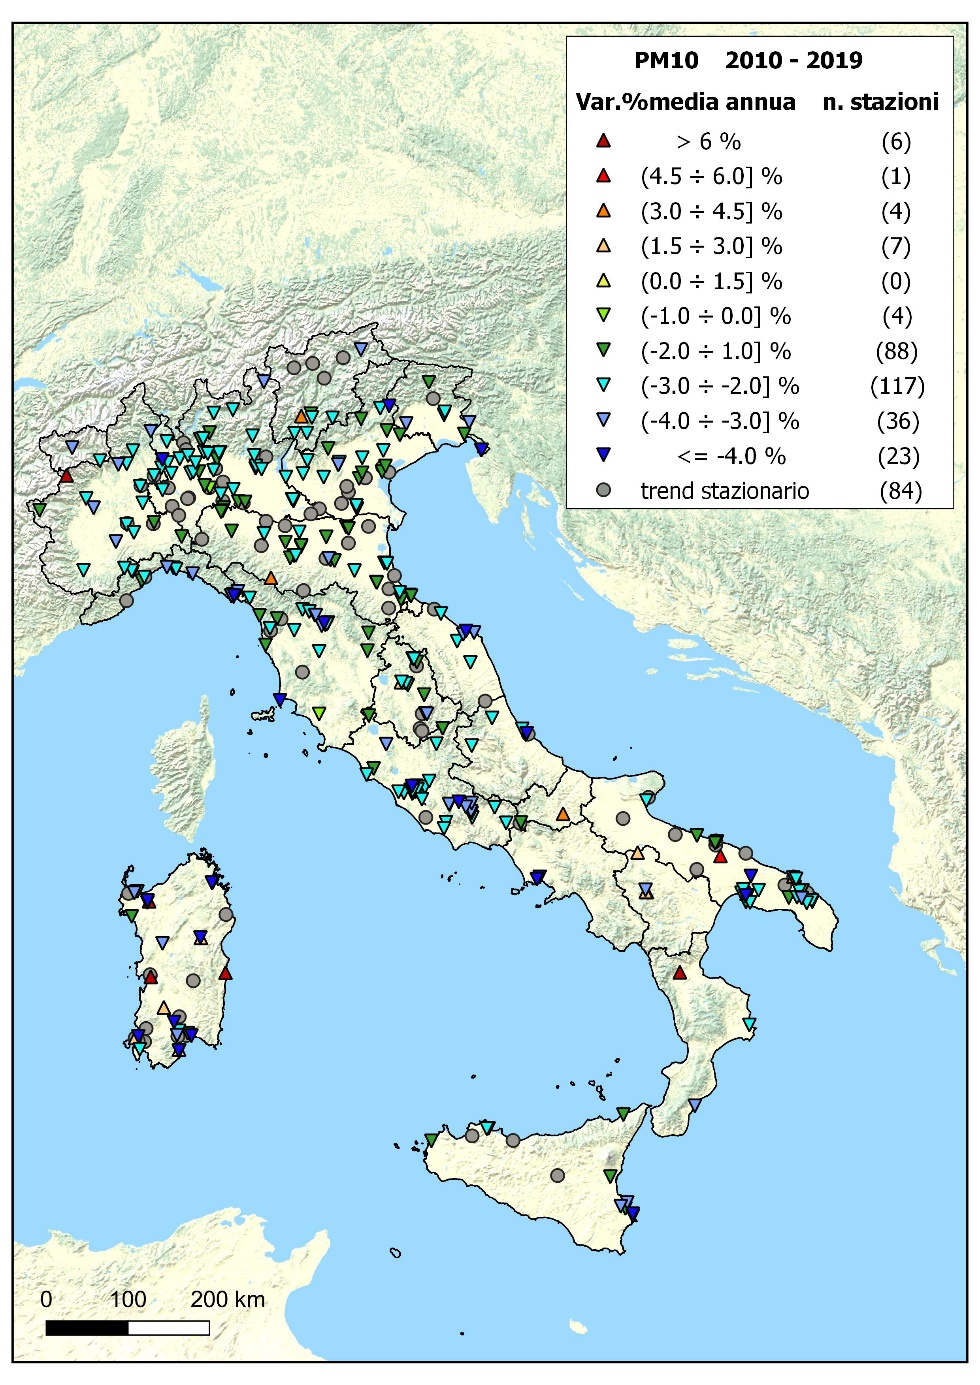 PM10 2010 - 2019
Var.%media annua n. stazioni
> 6 % (6)
(4.5 ÷ 6.0] % (1)
(3.0 ÷ 4.5] % (4)
(1.5 ÷ 3.0] % (7)
(0.0 ÷ 1.5] % (0)
(-1.0 ÷ 0.0] % (4)
(-2.0 ÷ 1.0] % (88)
(-3.0 ÷ -2.0] % (117)
(-4.0 ÷ -3.0] % (36)
<= -4.0 % (23)
trend stazionario (84)
0 100 200 km